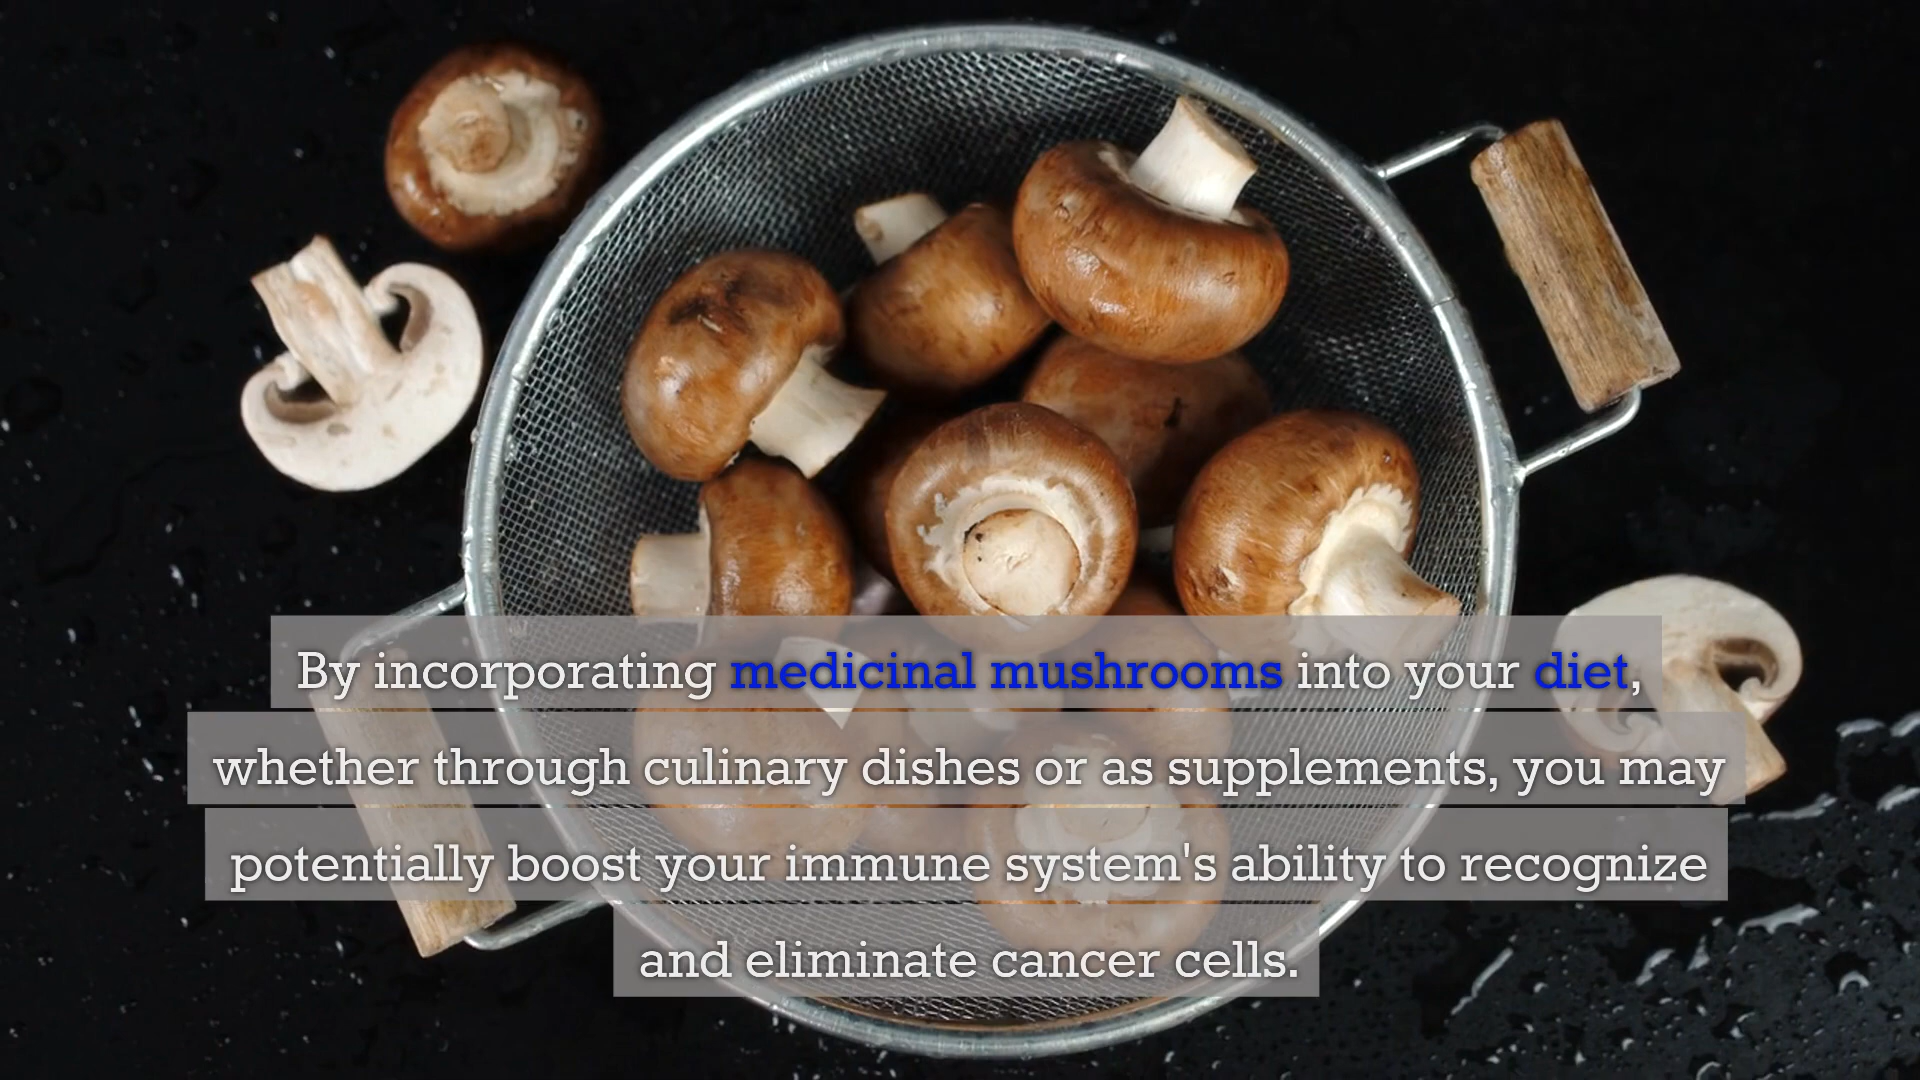 By incorporating medicinal mushrooms into your diet,
whether through culinary dishes or as supplements, you may
potentially boost your immune system's ability to recognize
and eliminate cancer cells.